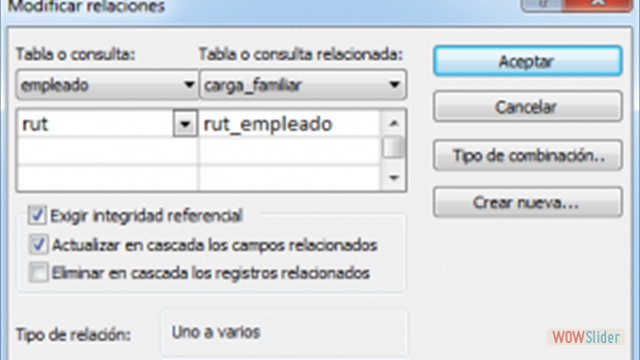 Modificar relaciones
Tabla o consulta: Tabla o consulta relacionada:
empleado carga_familiar
rut rut_empleado
Aceptar
Cancelar
Tipo de combinación..
Crear nueva...
Exigir integridad referencial
Actualizar en cascada los campos relacionados
Eliminar en cascada los registros relacionados
Tipo de relación: Uno a varios
WOWSlider